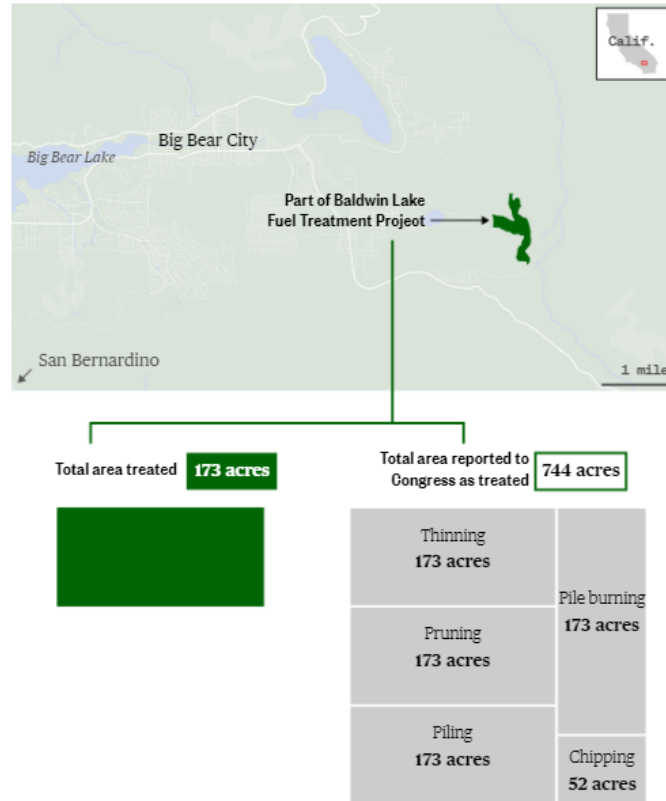 Calif.
Big Bear City
Big Bear Lake
Part of Baldwin Lake
Fuel Treatment Project
San Bernardino
1 mile
Total area treated 173 acres
Total area reported to
Congress as treated 744 acres
Thinning
173 acres
Pile burning
173 acres
Pruning
173 acres
Piling
173 acres
Chipping
52 acres